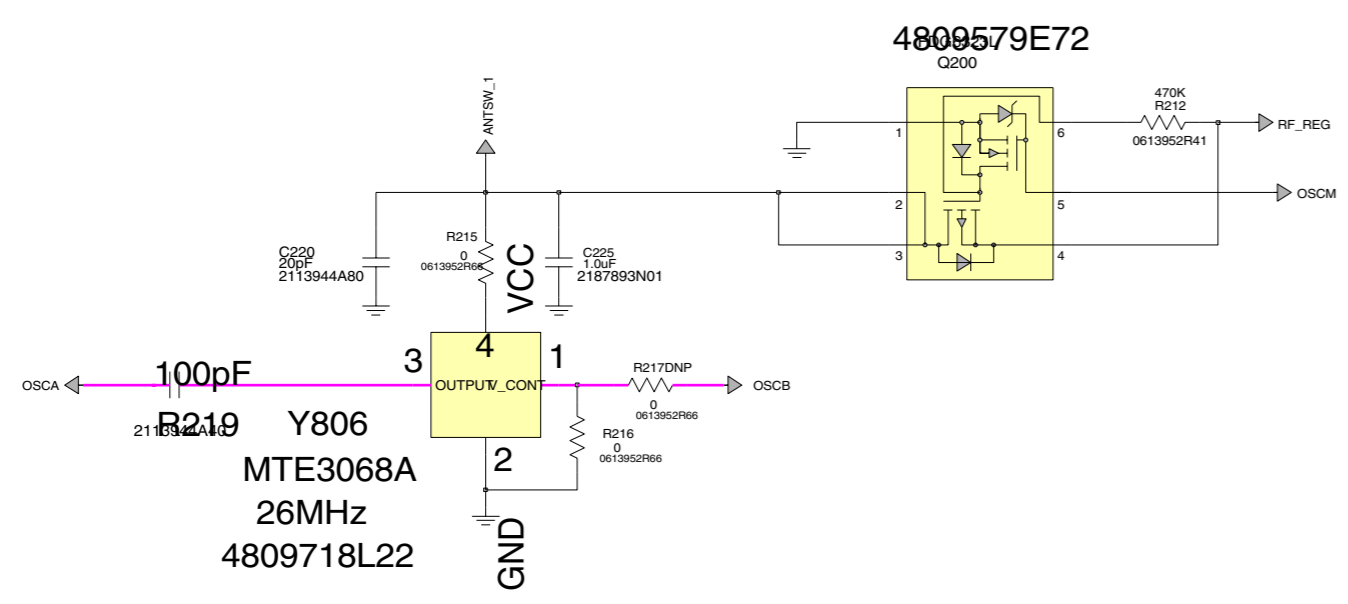 4809579E72
FDG6323L
Q200
ANTSW_1
470K
R212
0613952R41
1
6
RF_REG
2
5
OSCM
3
4
R215
0
0613952R66
VCC
C220
20pF
2113944A80
C225
1.0uF
2187893N01
4
3
1
100pF
OSCA
OUTPUT
V_CONT
R217DNP
0
0613952R66
OSCB
R219
2113944A40
Y806
MTE3068A
26MHz
4809718L22
R216
0
0613952R66
2
GND